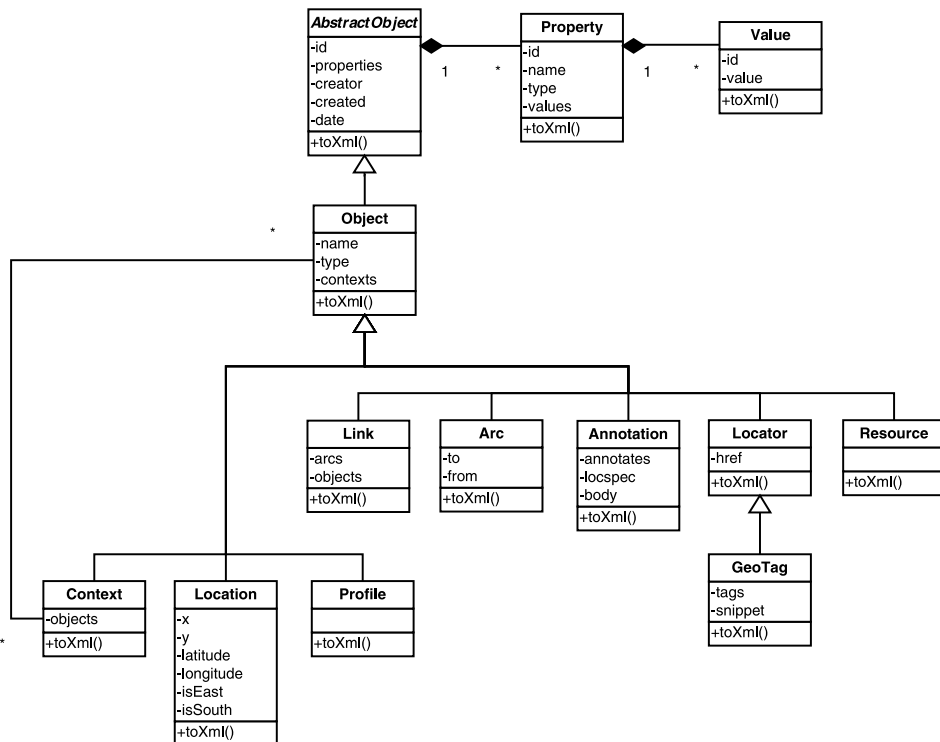 AbstractObject
-id
-properties
-creator
-created
-date
+toXml()
1
*
Property
-id
-name
-type
-values
+toXml()
1
*
Value
-id
-value
+toXml()
*
Object
-name
-type
-contexts
+toXml()
Link
-arcs
-objects
+toXml()
Arc
-to
-from
+toXml()
Annotation
-annotates
-locspec
-body
+toXml()
Locator
-href
+toXml()
Resource
+toXml()
GeoTag
-tags
-snippet
+toXml()
Context
-objects
+toXml()
*
Location
-x
-y
-latitude
-longitude
-isEast
-isSouth
+toXml()
Profile
+toXml()